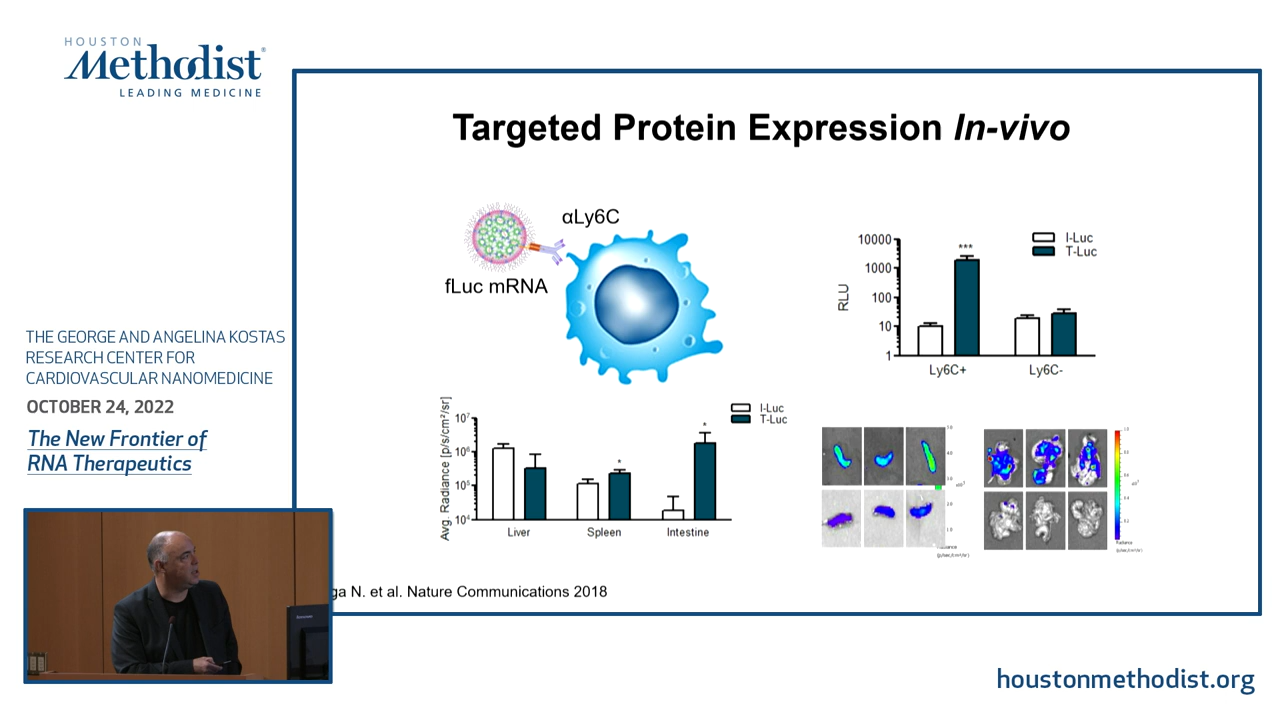 HOUSTON
Methodist®
LEADING MEDICINE
Targeted Protein Expression In-vivo
αLy6C
fLuc mRNA
I-Luc
T-Luc
RLU
10000
1000
100
10
1
***
Ly6C+
Ly6C-
THE GEORGE AND ANGELINA KOSTAS
RESEARCH CENTER FOR
CARDIOVASCULAR NANOMEDICINE
OCTOBER 24, 2022
The New Frontier of
RNA Therapeutics
I-Luc
T-Luc
Avg. Radiance [p/s/cm²/sr]
10⁷
10⁶
10⁵
10⁴
*
*
Liver
Spleen
Intestine
ga N. et al. Nature Communications 2018
houstonmethodist.org